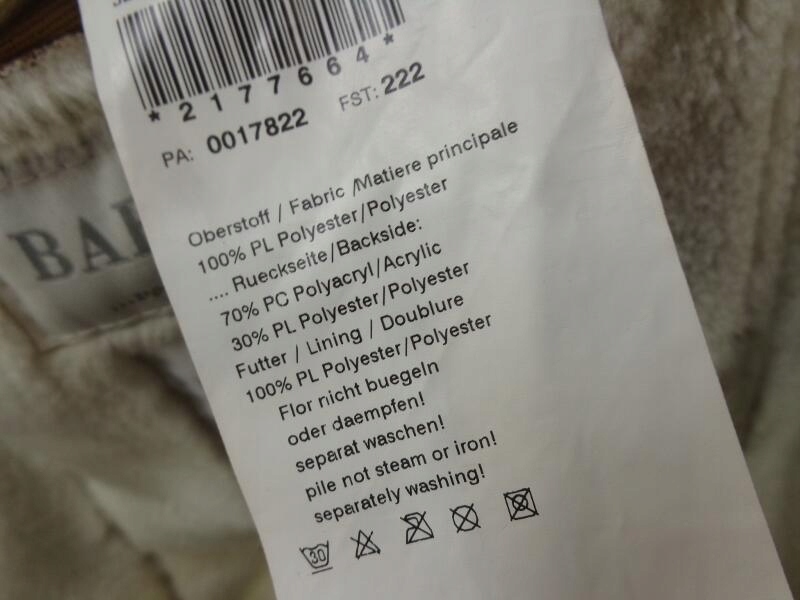 * 2 1 7 7 6 6 4 *
PA: 0017822 FST: 222
BAI
Oberstoff / Fabric /Matiere principale
100% PL Polyester/Polyester
.... Rueckseite/Backside:
70% PC Polyacryl/Acrylic
30% PL Polyester/Polyester
Futter / Lining / Doublure
100% PL Polyester/Polyester
Flor nicht buegeln
oder daempfen!
separat waschen!
pile not steam or iron!
separately washing!
30